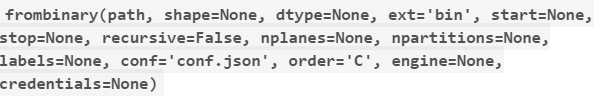 frombinary(path, shape=None, dtype=None, ext='bin', start=None,
stop=None, recursive=False, nplanes=None, npartitions=None,
labels=None, conf='conf.json', order='C', engine=None,
credentials=None)